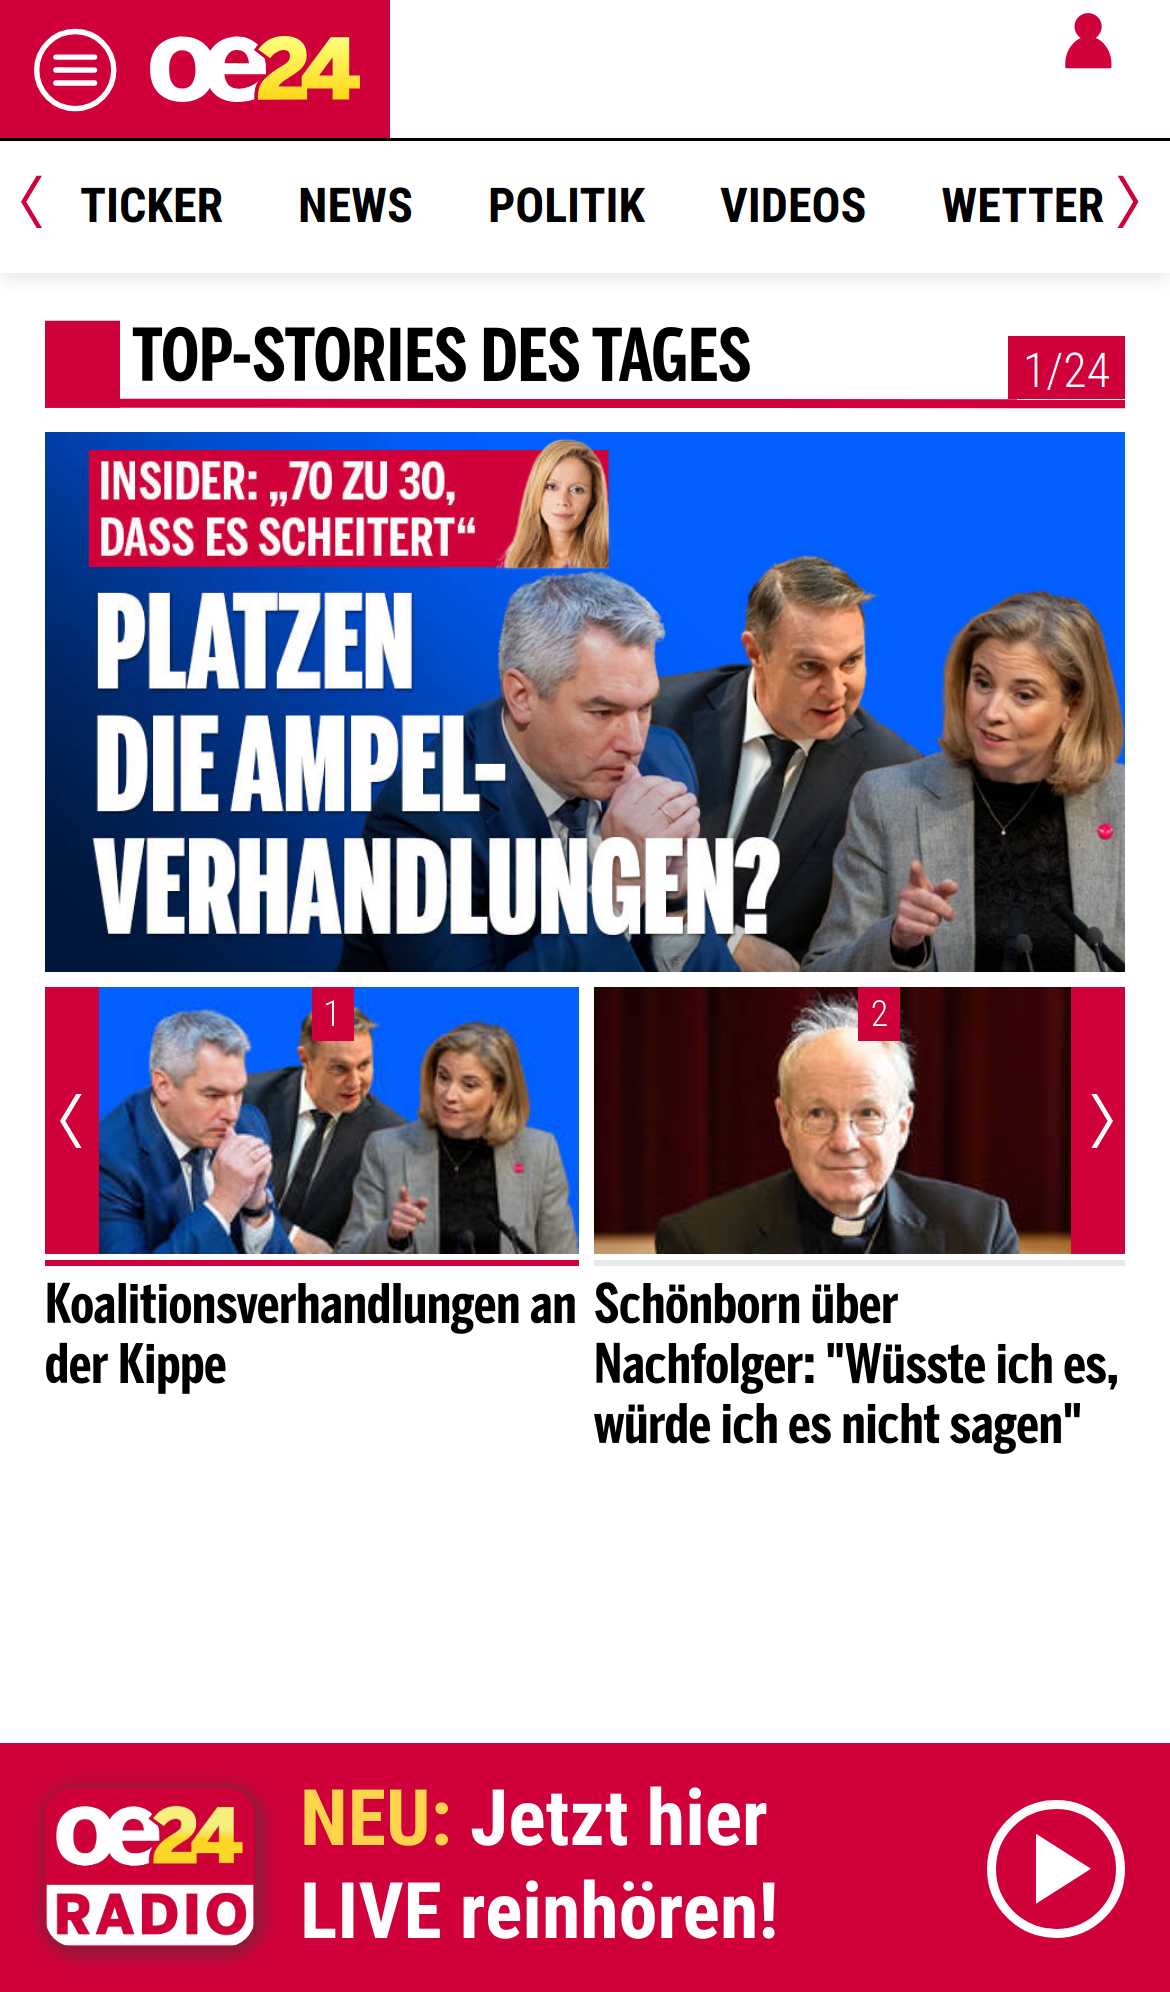 oe24
TICKER NEWS POLITIK VIDEOS WETTER
TOP-STORIES DES TAGES
1/24
INSIDER: „70 ZU 30,
DASS ES SCHEITERT“
PLATZEN
DIE AMPEL-
VERHANDLUNGEN?
1
2
Koalitionsverhandlungen an
der Kippe
Schönborn über
Nachfolger: "Wüsste ich es,
würde ich es nicht sagen"
oe24
RADIO
NEU: Jetzt hier
LIVE reinhören!